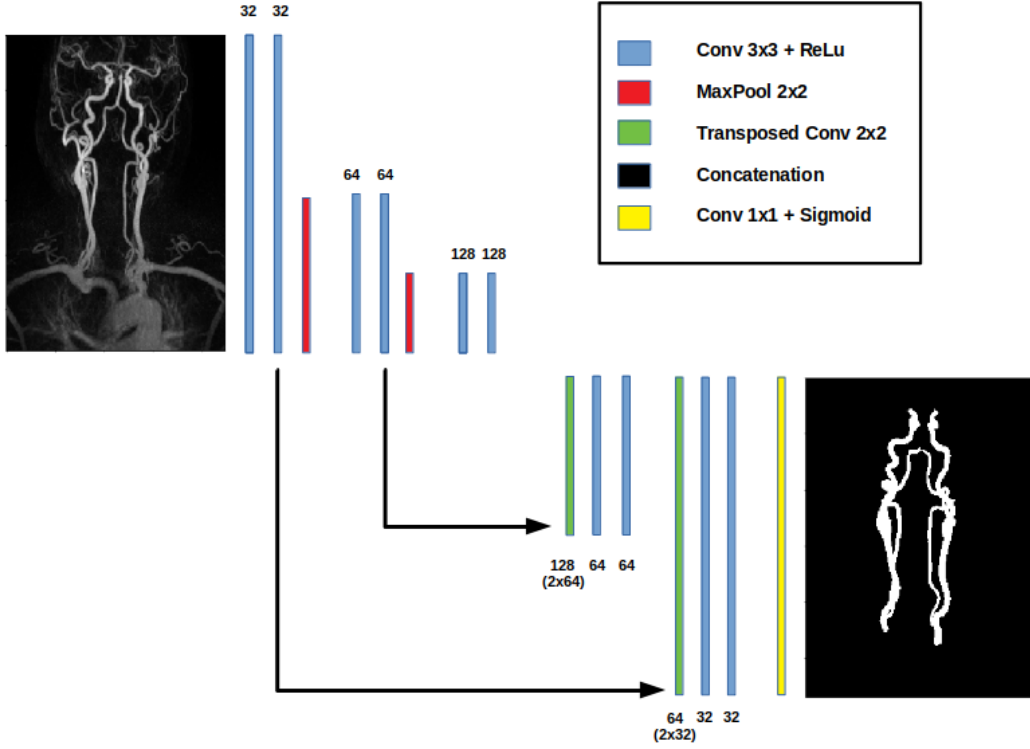 32 32
64 64
128 128
Conv 3x3 + ReLu
MaxPool 2x2
Transposed Conv 2x2
Concatenation
Conv 1x1 + Sigmoid
128 64 64
(2x64)
64 32 32
(2x32)